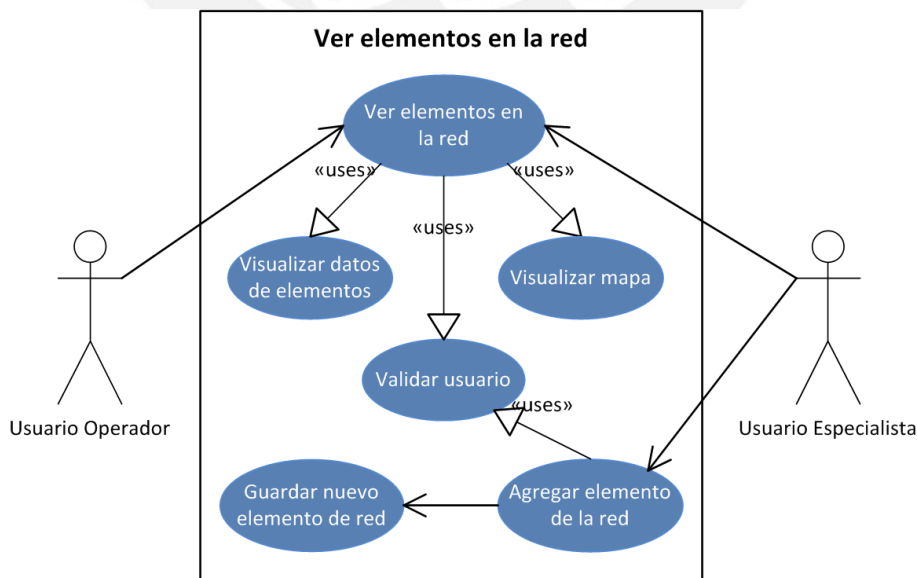 Ver elementos en la red
Ver elementos en
la red
«uses»
«uses»
«uses»
Visualizar datos
de elementos
Visualizar mapa
Validar usuario
«uses»
Usuario Operador
Usuario Especialista
Guardar nuevo
elemento de red
Agregar elemento
de la red